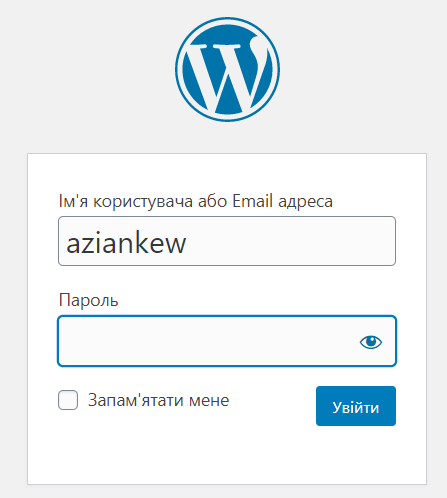 Ім'я користувача або Email адреса
aziankew
Пароль
Запам'ятати мене
Увійти